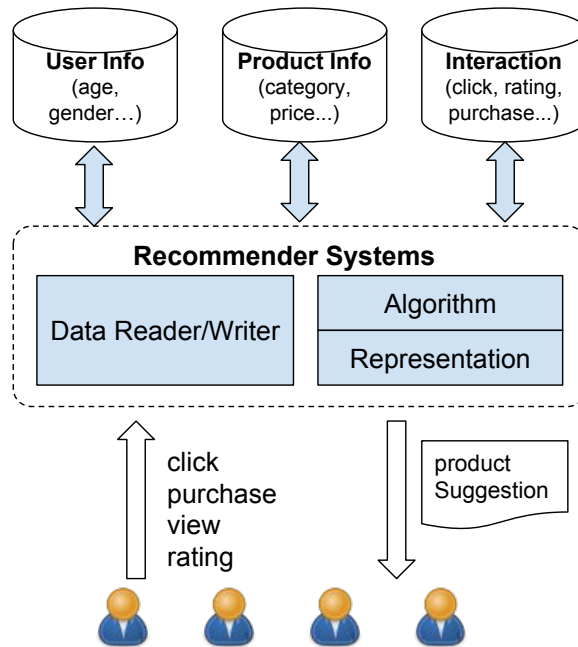 User Info
(age,
gender…)
Product Info
(category,
price...)
Interaction
(click, rating,
purchase...)
Recommender Systems
Data Reader/Writer
Algorithm
Representation
click
purchase
view
rating
product
Suggestion